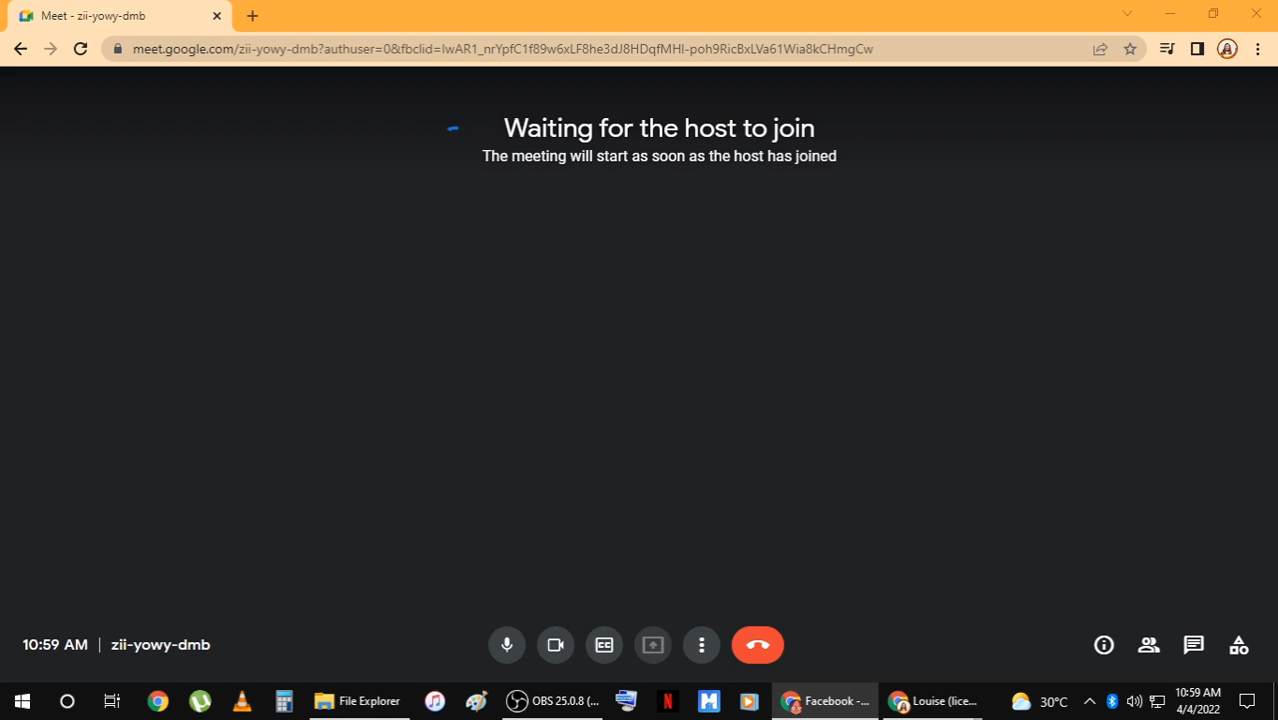 Meet - zii-yowy-dmb
meet.google.com/zii-yowy-dmb?authuser=0&fbclid=IwAR1_nrYpfC1f89w6xLF8he3dJ8HDqfMHI-poh9RicBxLVa61Wia8kCHmgCw
Waiting for the host to join
The meeting will start as soon as the host has joined
10:59 AM | zii-yowy-dmb
CC
File Explorer
OBS 25.0.8 (...
Facebook -...
Louise (lice...
30°C
10:59 AM
4/4/2022